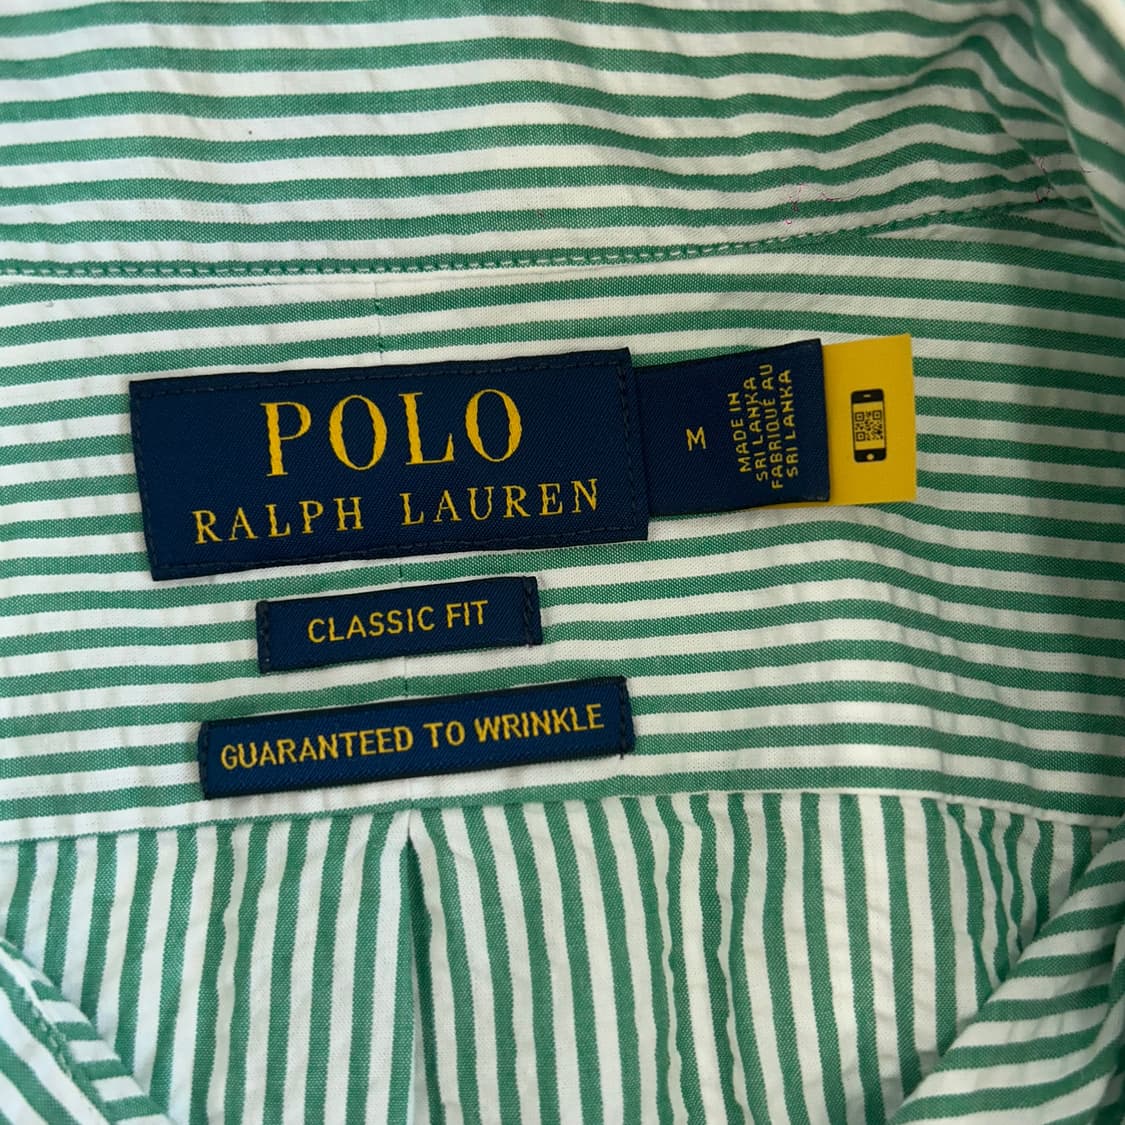 POLO
RALPH LAUREN
M
MADE IN
SRI LANKA
FABRIQUÉ AU
SRI LANKA
CLASSIC FIT
GUARANTEED TO WRINKLE